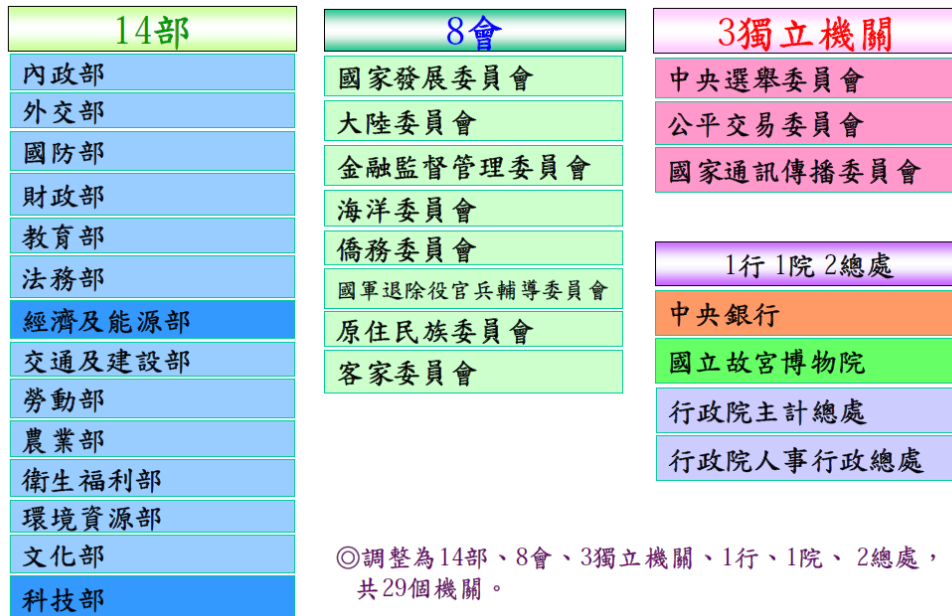 14部
內政部
外交部
國防部
財政部
教育部
法務部
經濟及能源部
交通及建設部
勞動部
農業部
衛生福利部
環境資源部
文化部
科技部
8會
國家發展委員會
大陸委員會
金融監督管理委員會
海洋委員會
僑務委員會
國軍退除役官兵輔導委員會
原住民族委員會
客家委員會
3獨立機關
中央選舉委員會
公平交易委員會
國家通訊傳播委員會
1行 1院 2總處
中央銀行
國立故宮博物院
行政院主計總處
行政院人事行政總處
◎調整為14部、8會、3獨立機關、1行、1院、 2總處，
共29個機關。